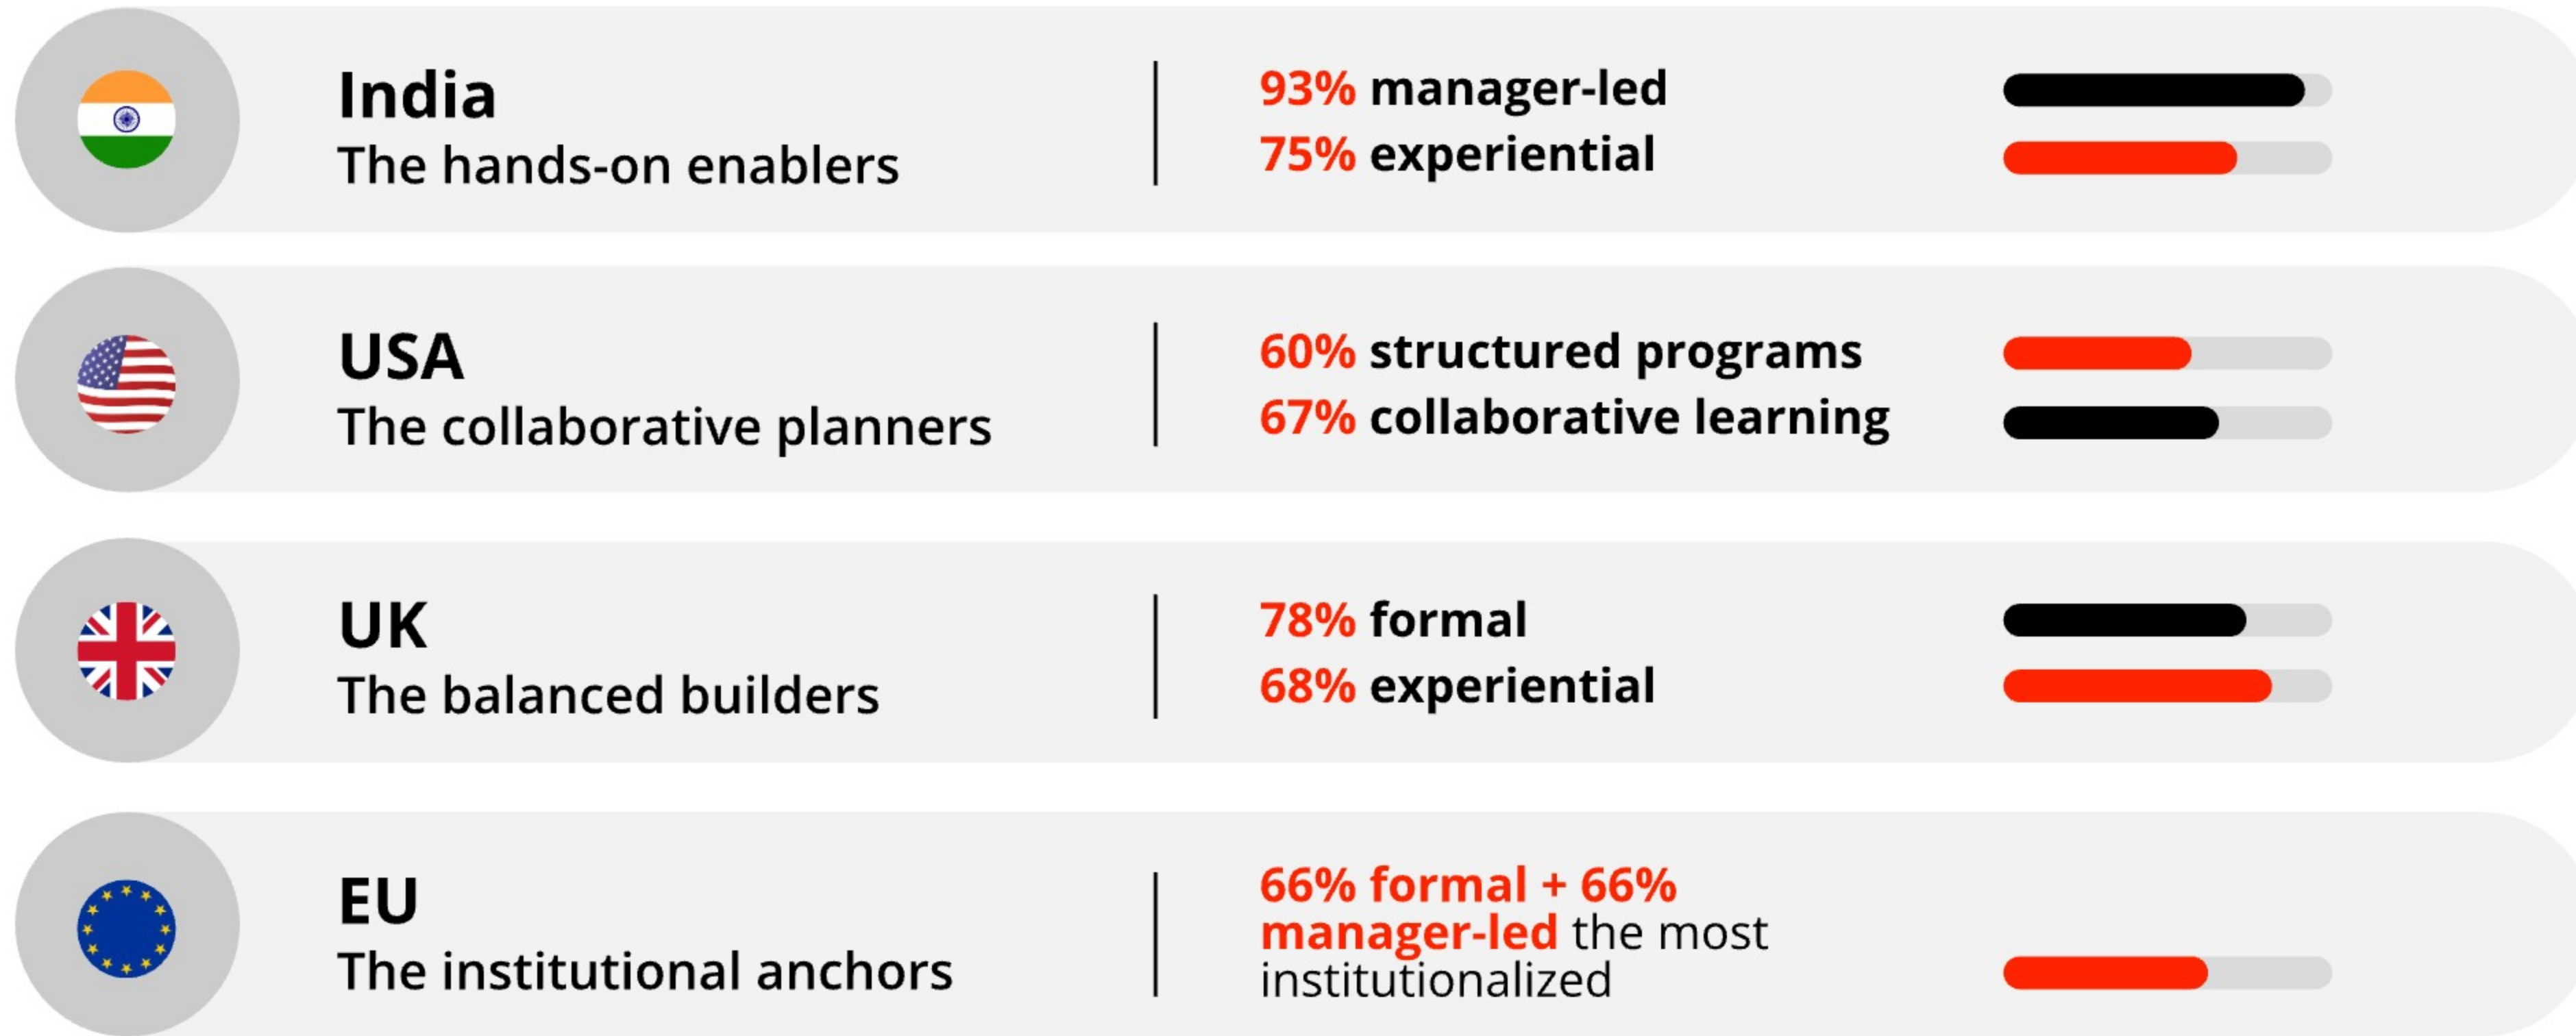 India
The hands-on enablers
93% manager-led
75% experiential
USA
The collaborative planners
60% structured programs
67% collaborative learning
UK
The balanced builders
78% formal
68% experiential
EU
The institutional anchors
66% formal + 66%
manager-led the most
institutionalized